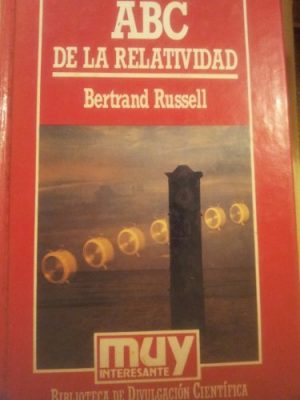 ABC
DE LA RELATIVIDAD
Bertrand Russell
muy
INTERESANTE
BIBLIOTECA DE DIVULGACIÓN CIENTÍFICA